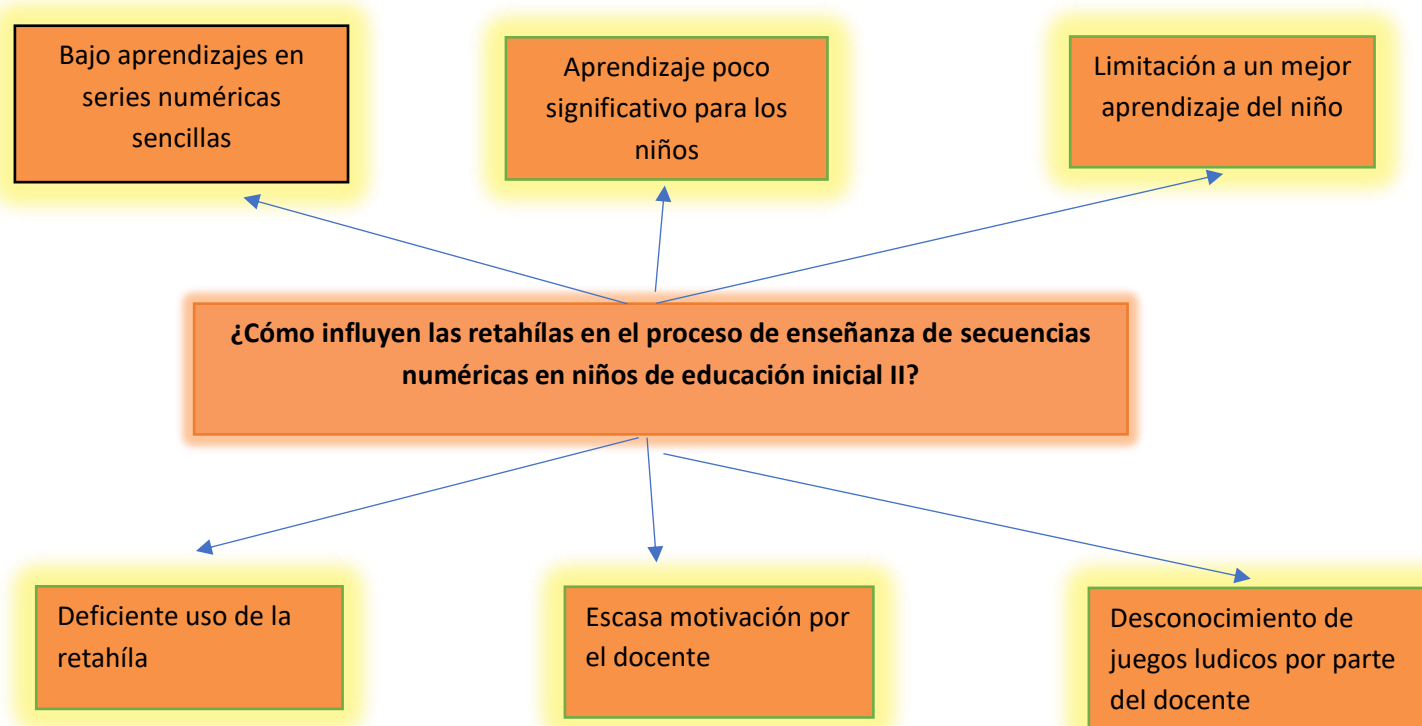 Bajo aprendizajes en
series numéricas
sencillas
Aprendizaje poco
significativo para los
niños
Limitación a un mejor
aprendizaje del niño
¿Cómo influyen las retahílas en el proceso de enseñanza de secuencias
numéricas en niños de educación inicial II?
Deficiente uso de la
retahíla
Escasa motivación por
el docente
Desconocimiento de
juegos ludicos por parte
del docente